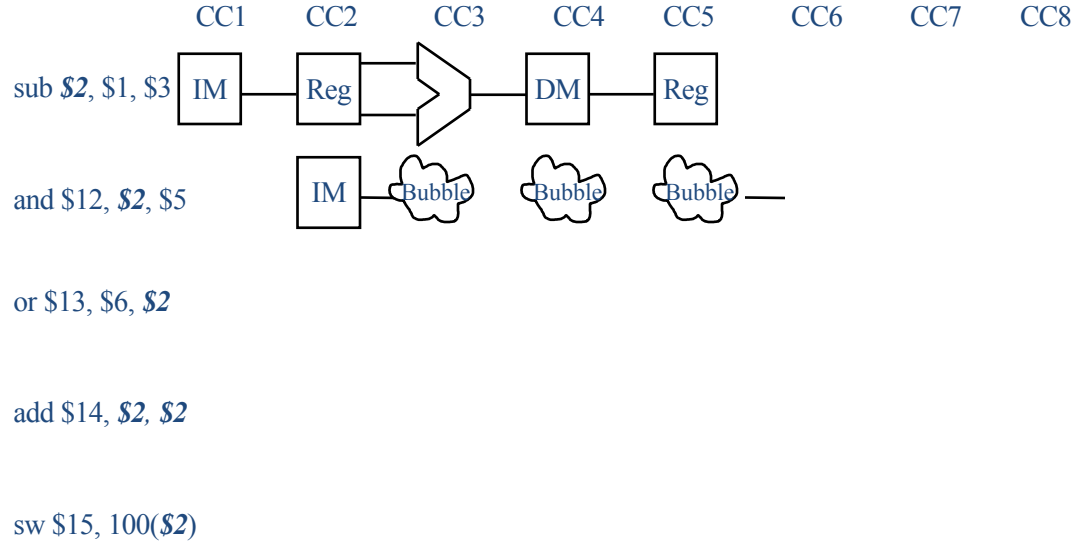 CC1 CC2 CC3 CC4 CC5 CC6 CC7 CC8
sub $2, $1, $3 IM Reg DM Reg
and $12, $2, $5 IM Bubble Bubble Bubble
or $13, $6, $2
add $14, $2, $2
sw $15, 100($2)